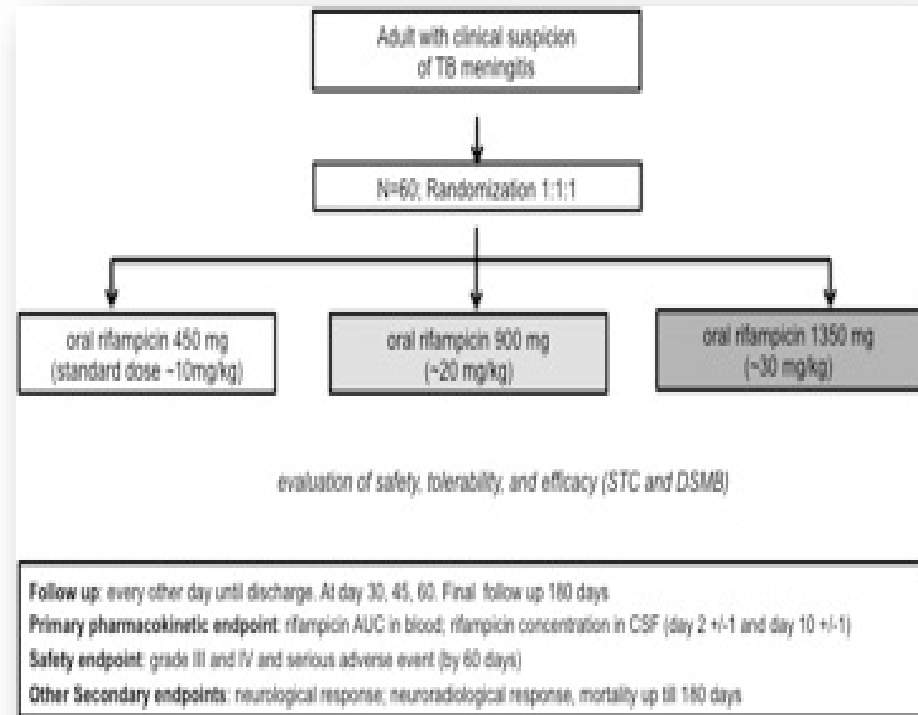 Adult with clinical suspicion
of TB meningitis
N=60; Randomization 1:1:1
oral rifampicin 450 mg
(standard dose ~10mg/kg)
oral rifampicin 900 mg
(~20 mg/kg)
oral rifampicin 1350 mg
(~30 mg/kg)
evaluation of safety, tolerability, and efficacy (STC and DSMB)
Follow up: every other day until discharge. At day 30, 45, 60. Final follow up 180 days
Primary pharmacokinetic endpoint: rifampicin AUC in blood; rifampicin concentration in CSF (day 2 +/-1 and day 10 +/-1)
Safety endpoint: grade III and IV and serious adverse event (by 60 days)
Other Secondary endpoints: neurological response; neuroradiological response, mortality up till 180 days